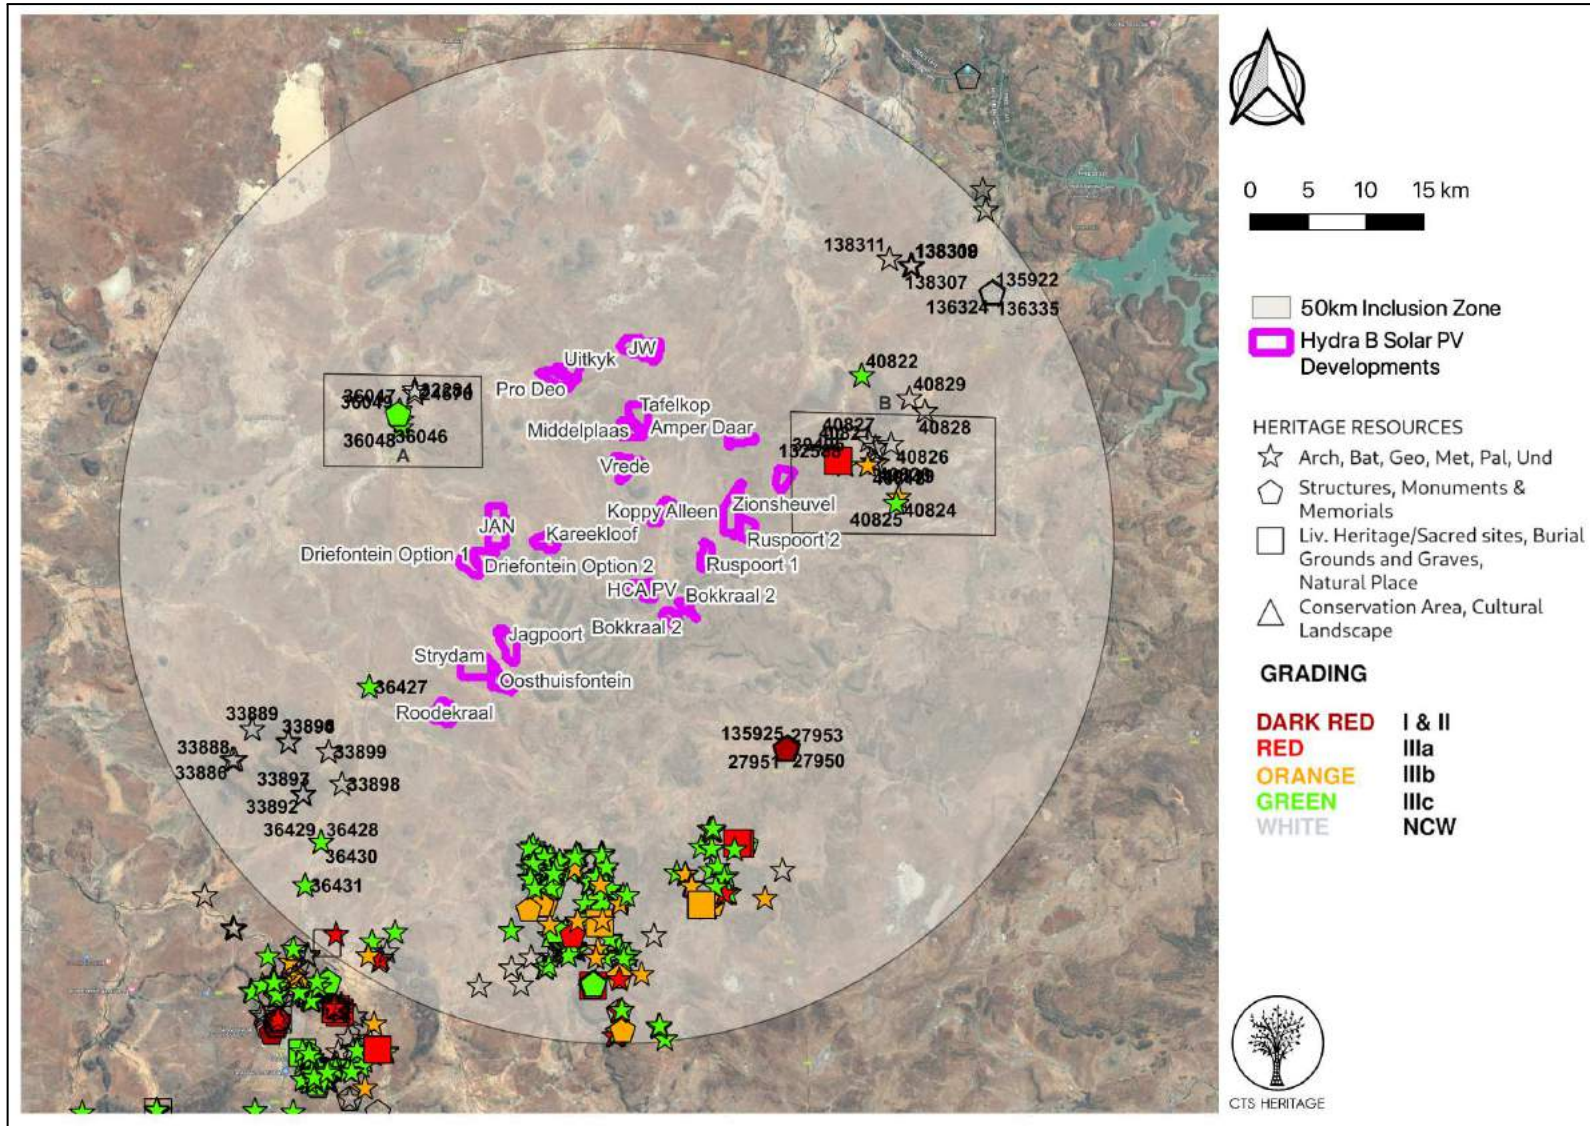 138311
138309
138307
135922
136324
136335
40822
40829
B
40828
40827
40826
40824
40825
36047
36049
36048
36046
A
JW
Uitkyk
Pro Deo
Tafelkop
Middelplaas
Amper Daar
Vrede
Koppy Alleen
Zionsheuvel
JAN
Kareekloof
Ruspoort 2
Driefontein Option 1
Driefontein Option 2
Ruspoort 1
HCA PV
Bokkraal 2
Bokkraal 2
Jagpoort
Strydam
Oosthuisfontein
Roodekraal
36427
33889
33888
33886
33899
33897
33898
33892
36429
36428
36430
36431
135925
27953
27951
27950
0 5 10 15 km
50km Inclusion Zone
Hydra B Solar PV
Developments
HERITAGE RESOURCES
Arch, Bat, Geo, Met, Pal, Und
Structures, Monuments &
Memorials
Liv. Heritage/Sacred sites, Burial
Grounds and Graves,
Natural Place
Conservation Area, Cultural
Landscape
GRADING
DARK RED I & II
RED IIIa
ORANGE IIIb
GREEN IIIc
WHITE NCW
CTS HERITAGE